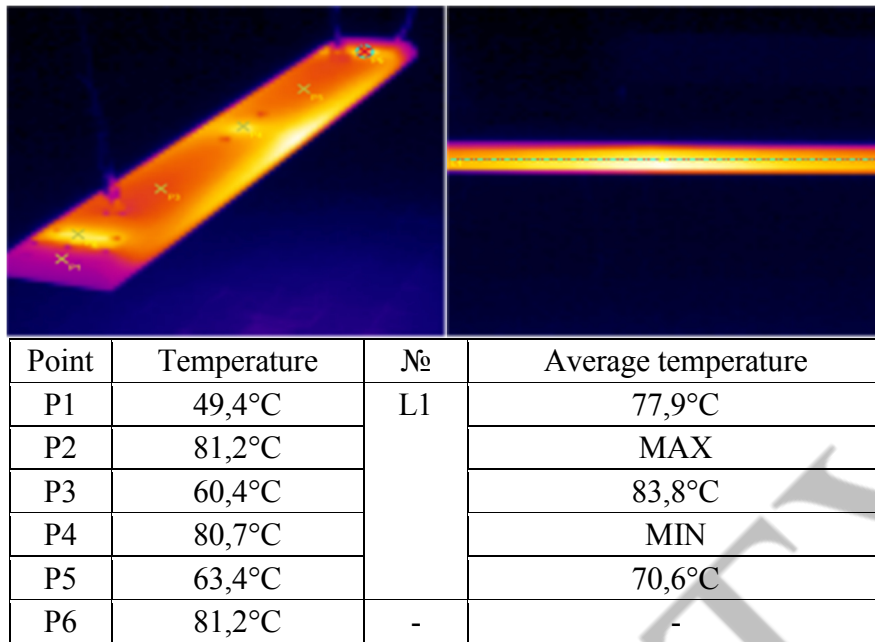 Point Temperature № Average temperature
P1 49,4°C L1 77,9°C
P2 81,2°C MAX
P3 60,4°C 83,8°C
P4 80,7°C MIN
P5 63,4°C 70,6°C
P6 81,2°C - -